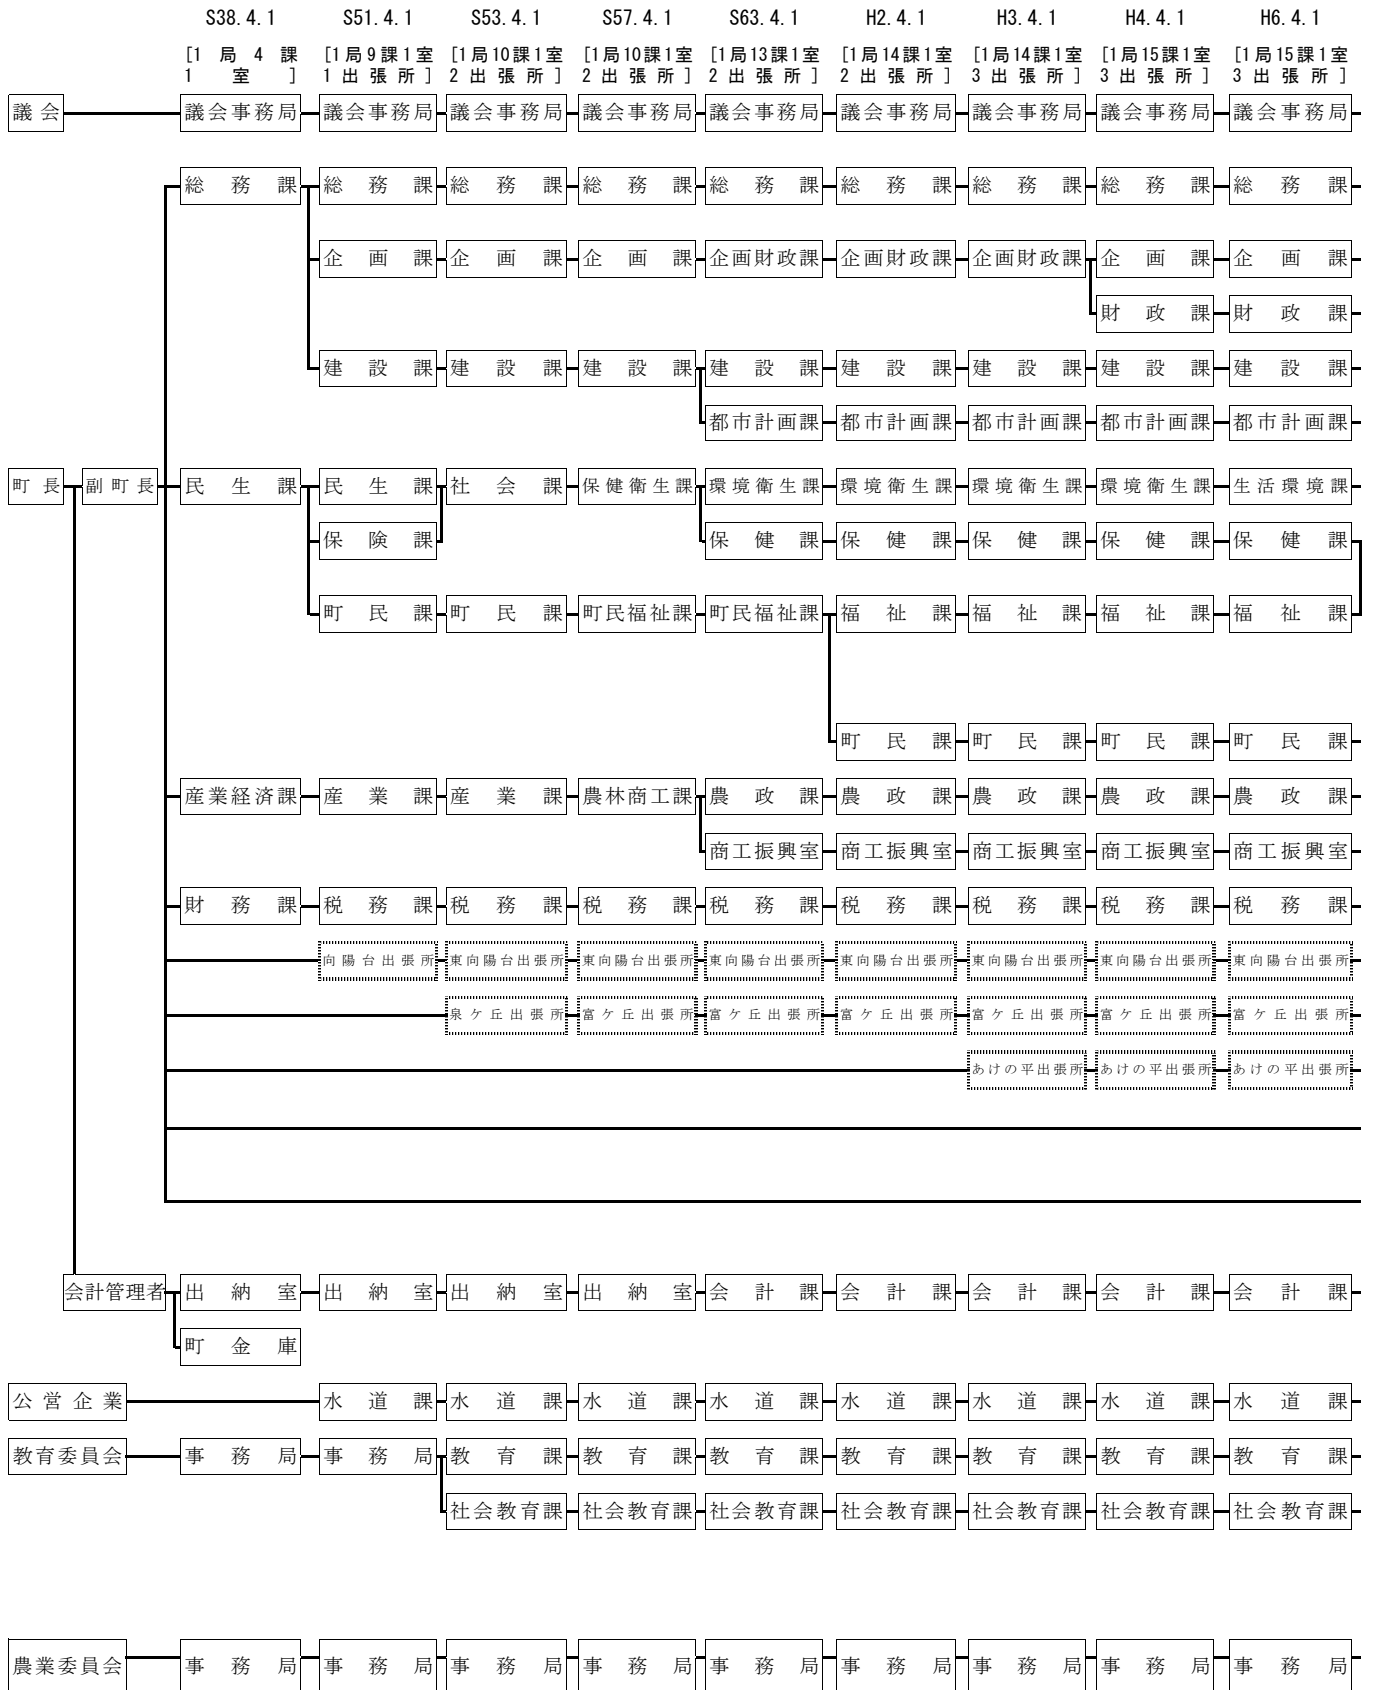 S38.4.1 S51.4.1 S53.4.1 S57.4.1 S63.4.1 H2.4.1 H3.4.1 H4.4.1 H6.4.1
[1局4課 [1局9課1室 [1局10課1室 [1局10課1室 [1局13課1室 [1局14課1室 [1局14課1室 [1局15課1室 [1局15課1室
1室] 1出張所] 2出張所] 2出張所] 2出張所] 2出張所] 3出張所] 3出張所] 3出張所]
議会 議会事務局 議会事務局 議会事務局 議会事務局 議会事務局 議会事務局 議会事務局 議会事務局 議会事務局
総務課 総務課 総務課 総務課 総務課 総務課 総務課 総務課 総務課
企画課 企画課 企画課 企画財政課 企画財政課 企画財政課 企画課 企画課
財政課 財政課
建設課 建設課 建設課 建設課 建設課 建設課 建設課 建設課
都市計画課 都市計画課 都市計画課 都市計画課 都市計画課
町長 副町長 民生課 民生課 社会課 保健衛生課 環境衛生課 環境衛生課 環境衛生課 環境衛生課 生活環境課
保険課 保健課 保健課 保健課 保健課 保健課
町民課 町民課 町民福祉課 町民福祉課 福祉課 福祉課 福祉課 福祉課
町民課 町民課 町民課 町民課
産業経済課 産業課 産業課 農林商工課 農政課 農政課 農政課 農政課 農政課
商工振興室 商工振興室 商工振興室 商工振興室 商工振興室
財務課 税務課 税務課 税務課 税務課 税務課 税務課 税務課 税務課
向陽台出張所 東向陽台出張所 東向陽台出張所 東向陽台出張所 東向陽台出張所 東向陽台出張所 東向陽台出張所 東向陽台出張所
泉ケ丘出張所 富ケ丘出張所 富ケ丘出張所 富ケ丘出張所 富ケ丘出張所 富ケ丘出張所 富ケ丘出張所
あけの平出張所 あけの平出張所 あけの平出張所
会計管理者 出納室 出納室 出納室 出納室 会計課 会計課 会計課 会計課 会計課
町金庫
公営企業 水道課 水道課 水道課 水道課 水道課 水道課 水道課 水道課
教育委員会 事務局 事務局 教育課 教育課 教育課 教育課 教育課 教育課 教育課
社会教育課 社会教育課 社会教育課 社会教育課 社会教育課 社会教育課 社会教育課
農業委員会 事務局 事務局 事務局 事務局 事務局 事務局 事務局 事務局 事務局